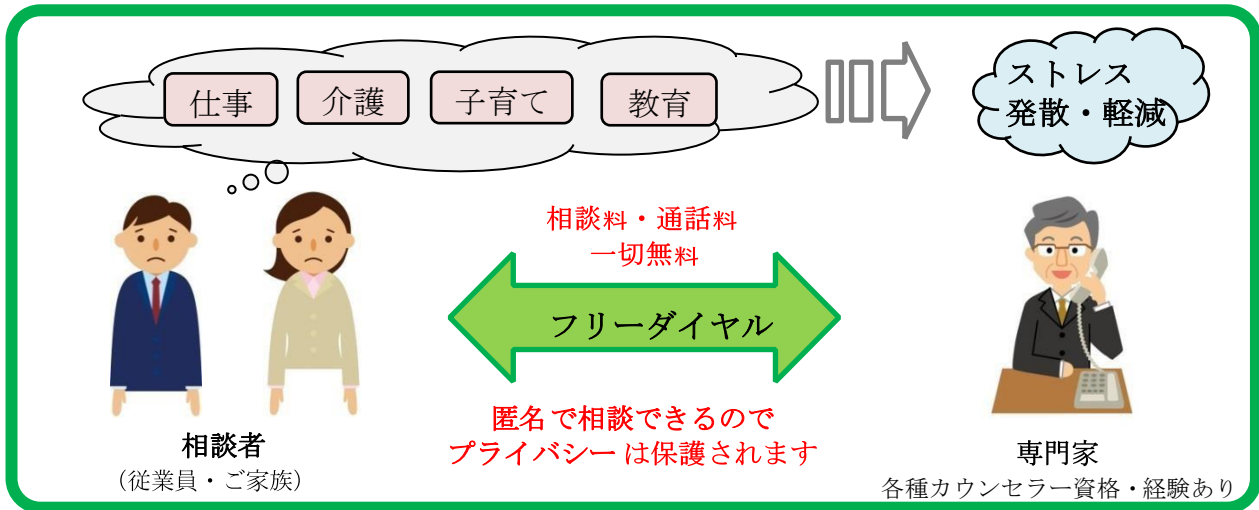 仕事 介護 子育て 教育
ストレス
発散・軽減
相談料・通話料
一切無料
フリーダイヤル
匿名で相談できるので
プライバシーは保護されます
相談者
(従業員・ご家族)
専門家
各種カウンセラー資格・経験あり